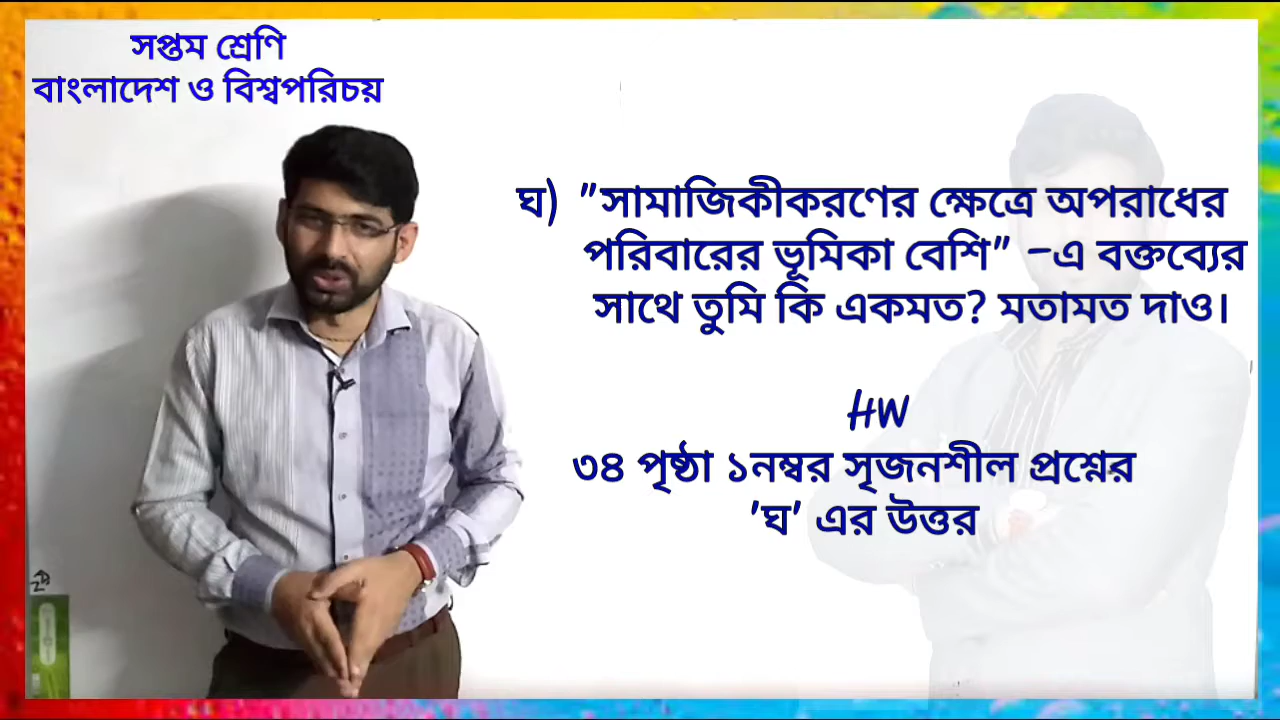 সপ্তম শ্রেণি
বাংলাদেশ ও বিশ্বপরিচয়
ঘ) "সামাজিকীকরণের ক্ষেত্রে অপরাধের
পরিবারের ভূমিকা বেশি" –এ বক্তব্যের
সাথে তুমি কি একমত? মতামত দাও।
HW
৩৪ পৃষ্ঠা ১নম্বর সৃজনশীল প্রশ্নের
'ঘ' এর উত্তর